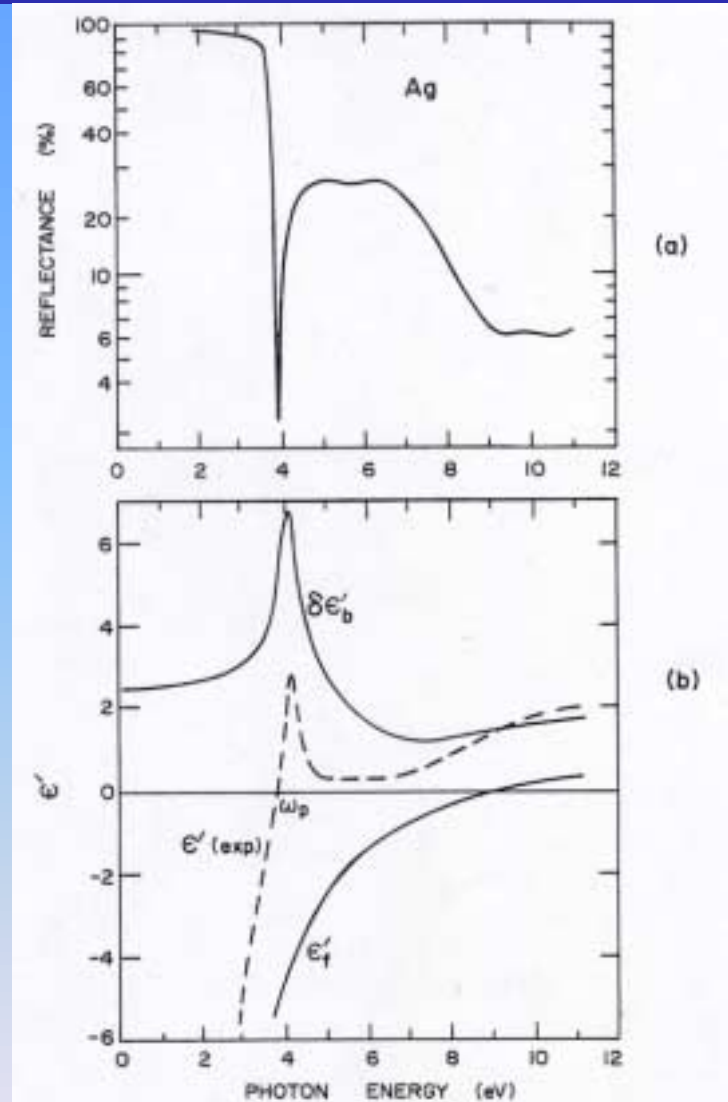 100
60
40
20
10
6
4
REFLECTANCE (%)
Ag
(a)
0 2 4 6 8 10 12
6
4
2
0
-2
-4
-6
ϵ′
δϵ′b
ωp
ϵ′ (exp)
ϵ′f
(b)
0 2 4 6 8 10 12
PHOTON ENERGY (eV)